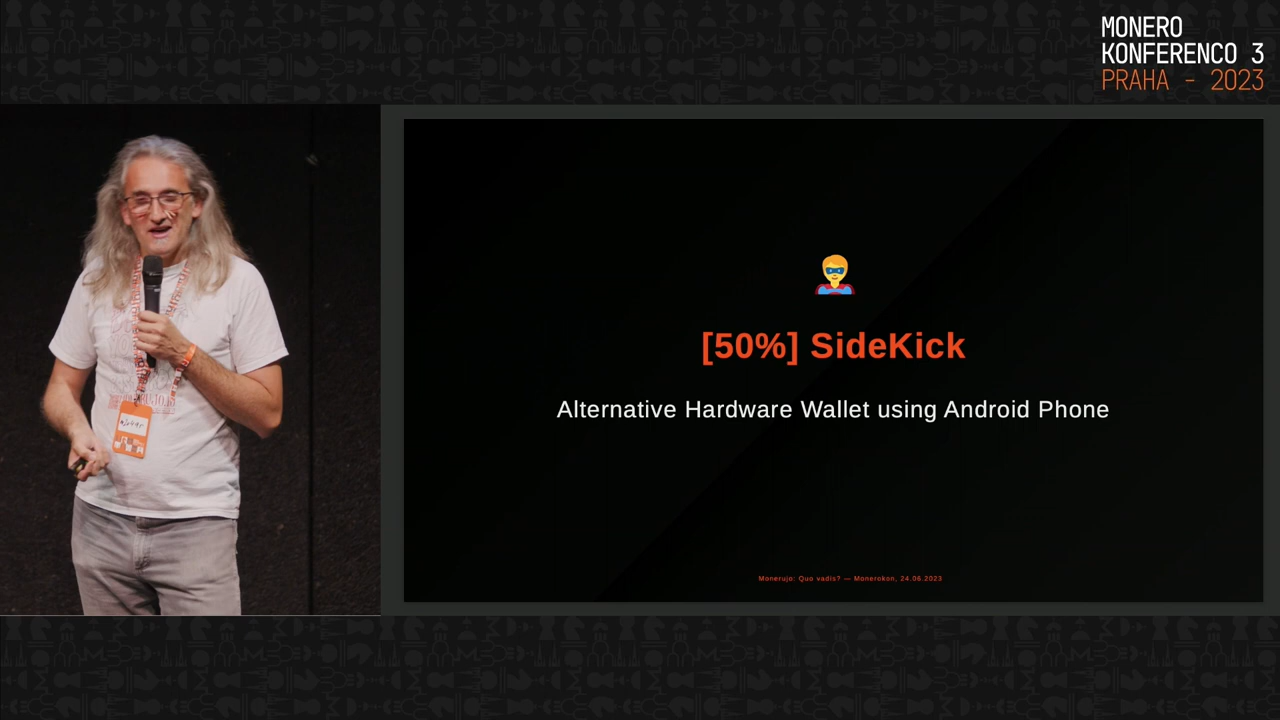 MONERO
KONFERENCO 3
PRAHA - 2023
[50%] SideKick
Alternative Hardware Wallet using Android Phone
Monerujo: Quo vadis? — Monerokon, 24.06.2023